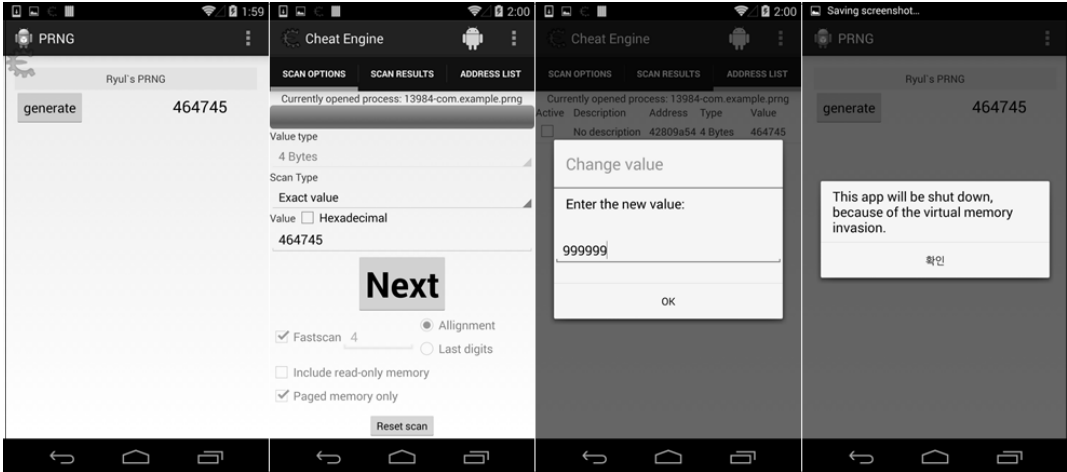 1:59
PRNG
Ryul`s PRNG
generate
464745
2:00
Cheat Engine
SCAN OPTIONS
SCAN RESULTS
ADDRESS LIST
Currently opened process: 13984-com.example.prng
Value type
4 Bytes
Scan Type
Exact value
Value
Hexadecimal
464745
Next
Fastscan
4
Allignment
Last digits
Include read-only memory
Paged memory only
Reset scan
2:00
Cheat Engine
SCAN OPTIONS
SCAN RESULTS
ADDRESS LIST
Currently opened process: 13984-com.example.prng
Active Description Address Type Value
No description 42809a54 4 Bytes 464745
Change value
Enter the new value:
999999
OK
Saving screenshot...
PRNG
Ryul`s PRNG
generate
464745
This app will be shut down,
because of the virtual memory
invasion.
확인